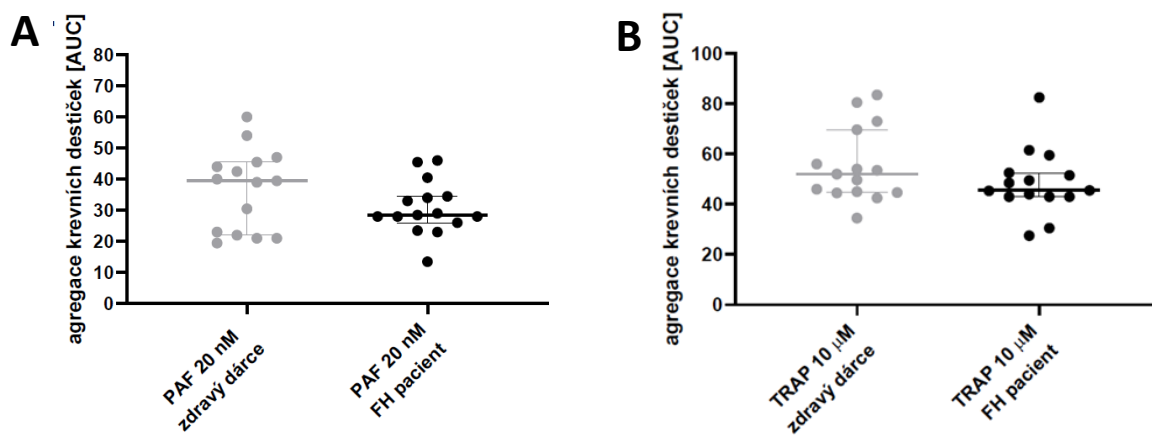 A
agregace krevních destiček [AUC]
80
70
60
50
40
30
20
10
0
PAF 20 nM
zdravý dárce
PAF 20 nM
FH pacient
B
agregace krevních destiček [AUC]
100
80
60
40
20
0
TRAP 10 μM
zdravý dárce
TRAP 10 μM
FH pacient